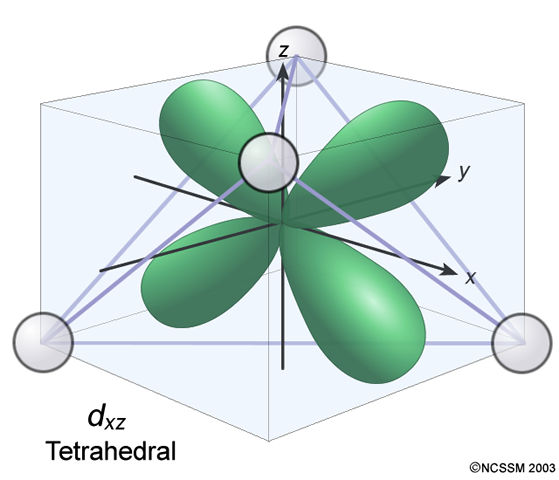 z
y
x
dxz
Tetrahedral
©NCSSM 2003